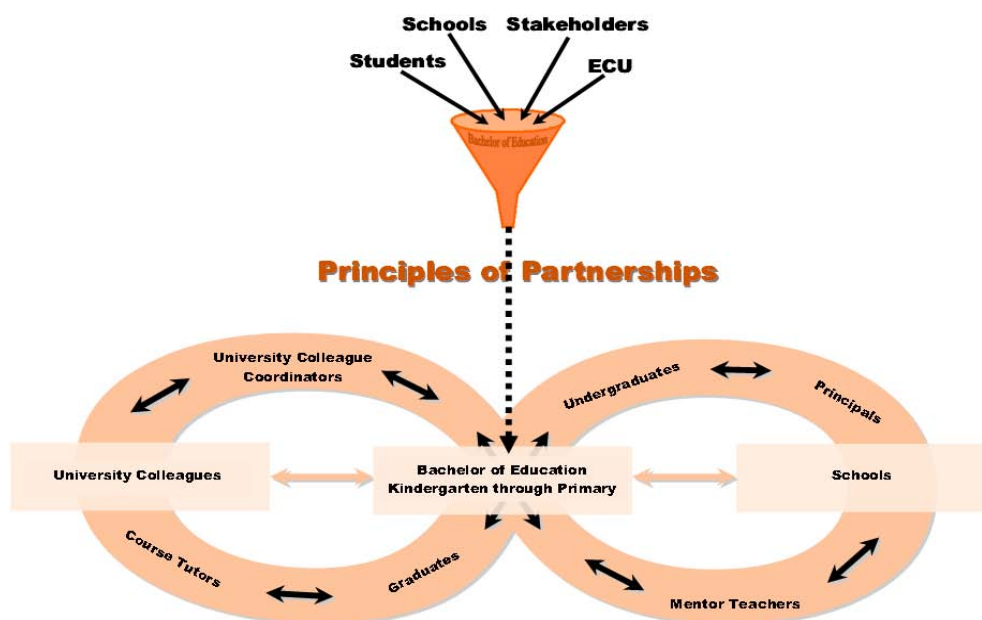 Schools
Stakeholders
Students
ECU
Bachelor of Education
Principles of Partnerships
University Colleague
Coordinators
Undergraduates
Principals
University Colleagues
Bachelor of Education
Kindergarten through Primary
Schools
Course Tutors
Graduates
Mentor Teachers